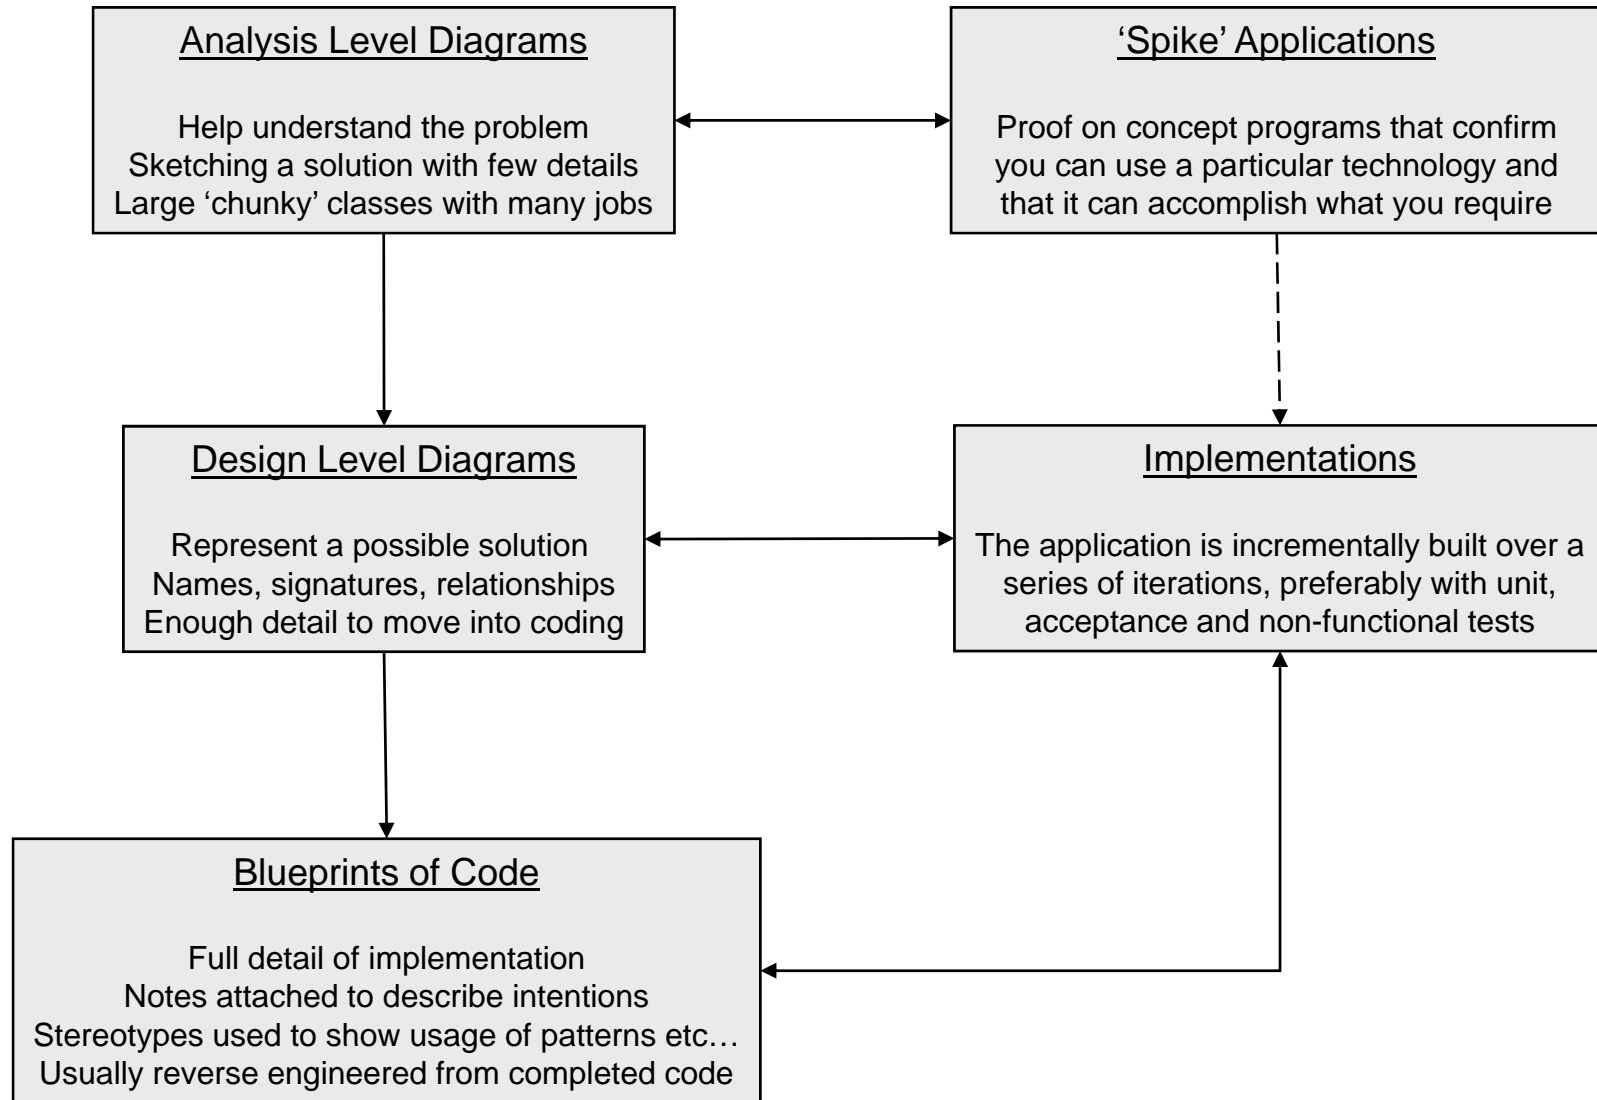 Analysis Level Diagrams
Help understand the problem
Sketching a solution with few details
Large ‘chunky’ classes with many jobs
‘Spike’ Applications
Proof on concept programs that confirm
you can use a particular technology and
that it can accomplish what you require
Design Level Diagrams
Represent a possible solution
Names, signatures, relationships
Enough detail to move into coding
Implementations
The application is incrementally built over a
series of iterations, preferably with unit,
acceptance and non-functional tests
Blueprints of Code
Full detail of implementation
Notes attached to describe intentions
Stereotypes used to show usage of patterns etc…
Usually reverse engineered from completed code